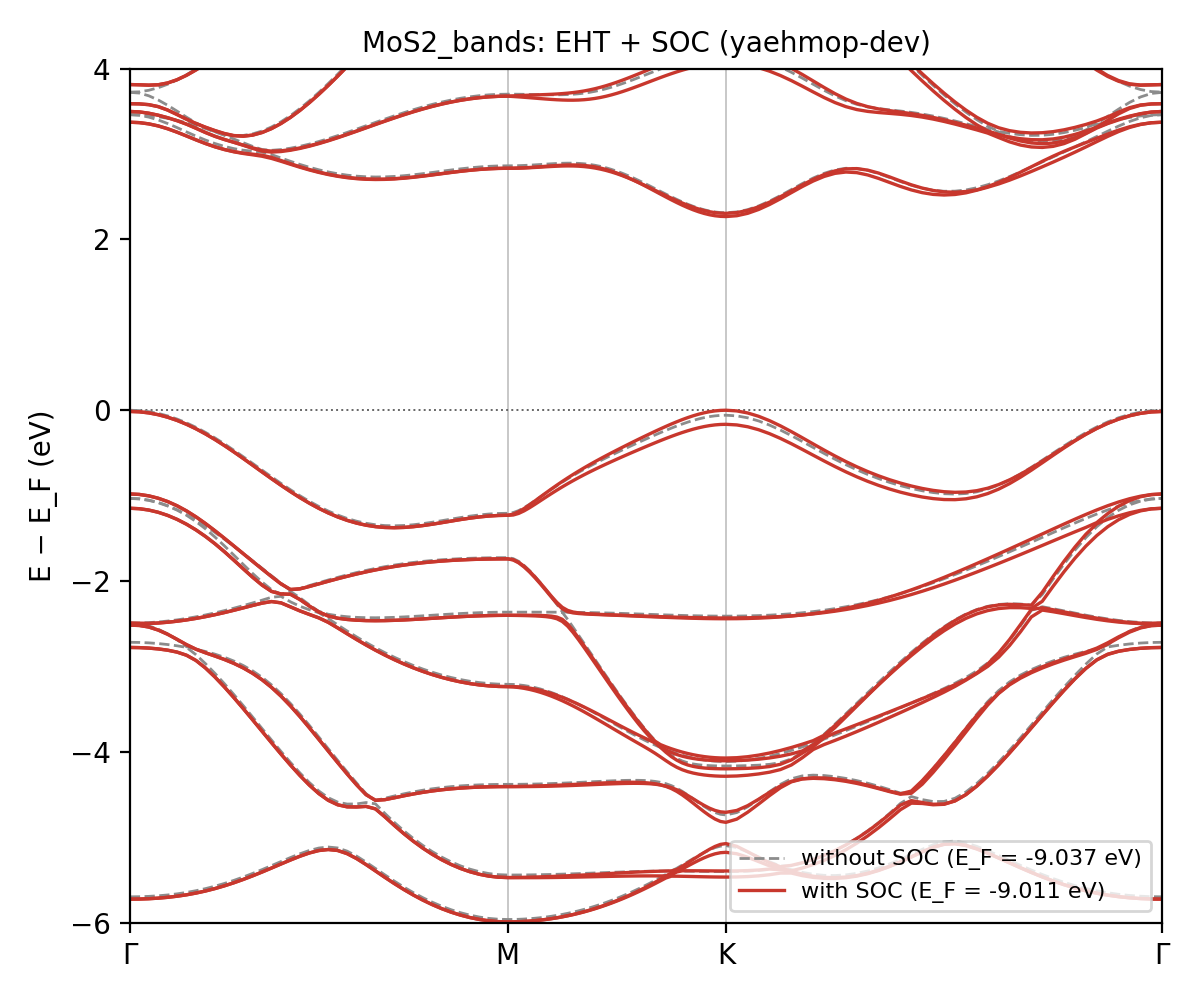 MoS2_bands: EHT + SOC (yaehmop-dev)
E − E_F (eV)
4
2
0
−2
−4
−6
without SOC (E_F = -9.037 eV)
with SOC (E_F = -9.011 eV)
Γ M K Γ